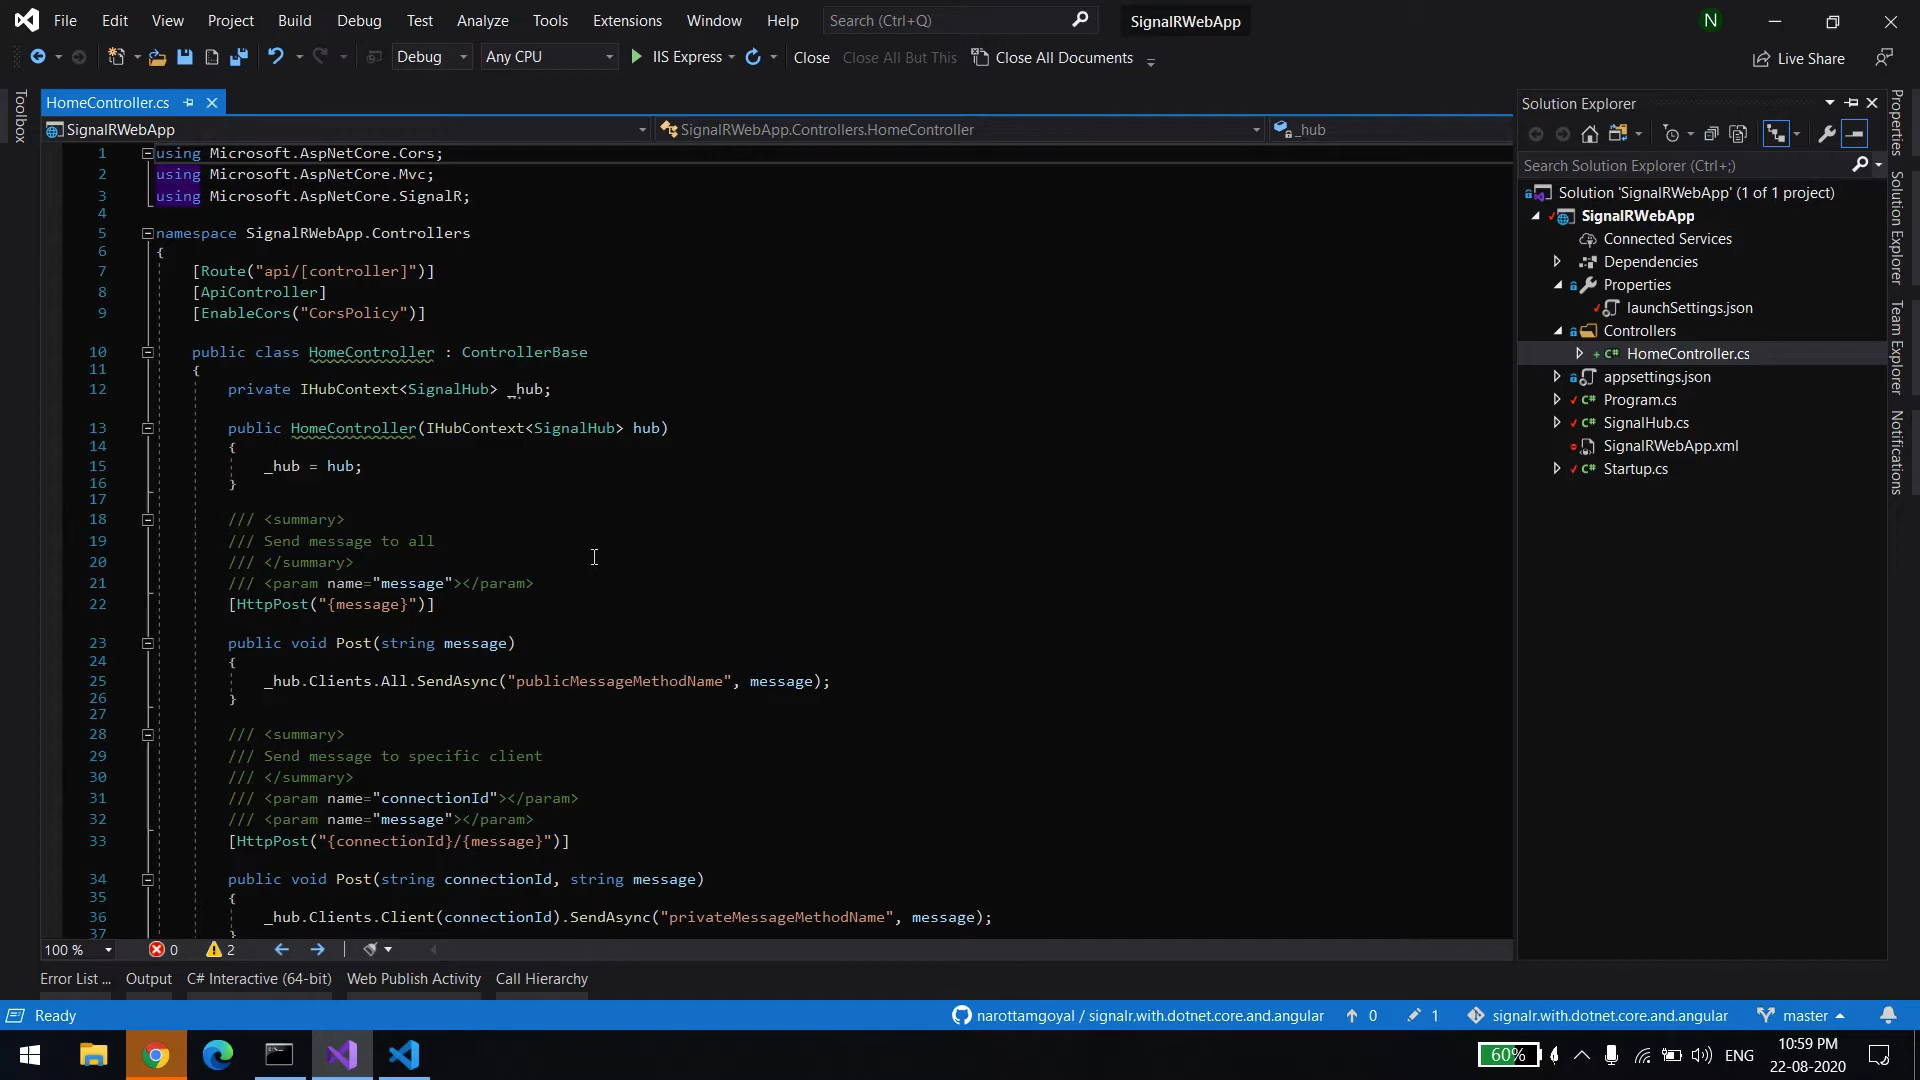 File Edit View Project Build Debug Test Analyze Tools Extensions Window Help Search (Ctrl+Q) SignalRWebApp N
Debug Any CPU IIS Express Close Close All But This Close All Documents Live Share
Toolbox
HomeController.cs
SignalRWebApp SignalRWebApp.Controllers.HomeController _hub
1 using Microsoft.AspNetCore.Cors;
2 using Microsoft.AspNetCore.Mvc;
3 using Microsoft.AspNetCore.SignalR;
4
5 namespace SignalRWebApp.Controllers
6 {
7 [Route("api/[controller]")]
8 [ApiController]
9 [EnableCors("CorsPolicy")]
10 public class HomeController : ControllerBase
11 {
12 private IHubContext<SignalHub> _hub;
13 public HomeController(IHubContext<SignalHub> hub)
14 {
15 _hub = hub;
16 }
17
18 /// <summary>
19 /// Send message to all
20 /// </summary>
21 /// <param name="message"></param>
22 [HttpPost("{message}")]
23 public void Post(string message)
24 {
25 _hub.Clients.All.SendAsync("publicMessageMethodName", message);
26 }
27
28 /// <summary>
29 /// Send message to specific client
30 /// </summary>
31 /// <param name="connectionId"></param>
32 /// <param name="message"></param>
33 [HttpPost("{connectionId}/{message}")]
34 public void Post(string connectionId, string message)
35 {
36 _hub.Clients.Client(connectionId).SendAsync("privateMessageMethodName", message);
37 }
100 % 0 2
Solution Explorer
Search Solution Explorer (Ctrl+;)
Solution 'SignalRWebApp' (1 of 1 project)
SignalRWebApp
Connected Services
Dependencies
Properties
launchSettings.json
Controllers
C# HomeController.cs
appsettings.json
C# Program.cs
C# SignalHub.cs
SignalRWebApp.xml
C# Startup.cs
Properties
Solution Explorer
Team Explorer
Notifications
Error List ... Output C# Interactive (64-bit) Web Publish Activity Call Hierarchy
Ready narottamgoyal / signalr.with.dotnet.core.and.angular 0 1 signalr.with.dotnet.core.and.angular master
60% ENG 10:59 PM
22-08-2020